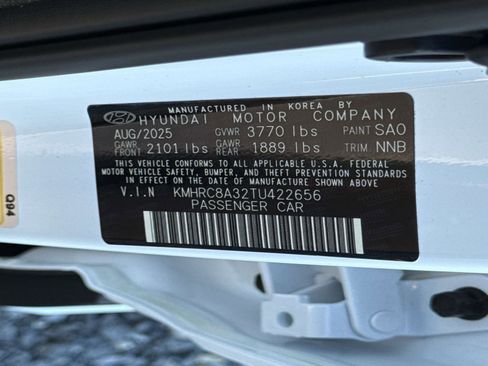 MANUFACTURED IN KOREA BY
HYUNDAI MOTOR COMPANY
AUG/2025 GVWR 3770 lbs PAINT SAO
GAWR FRONT 2101 lbs GAWR REAR 1889 lbs TRIM. NNB
THIS VEHICLE CONFORMS TO ALL APPLICABLE U.S.A. FEDERAL
MOTOR VEHICLE SAFETY, BUMPER, AND
THEFT PREVENTION STANDARDS IN EFFECT ON
THE DATE OF MANUFACTURE SHOWN ABOVE.
V.I.N KMHRC8A32TU422656
PASSENGER CAR
Q94